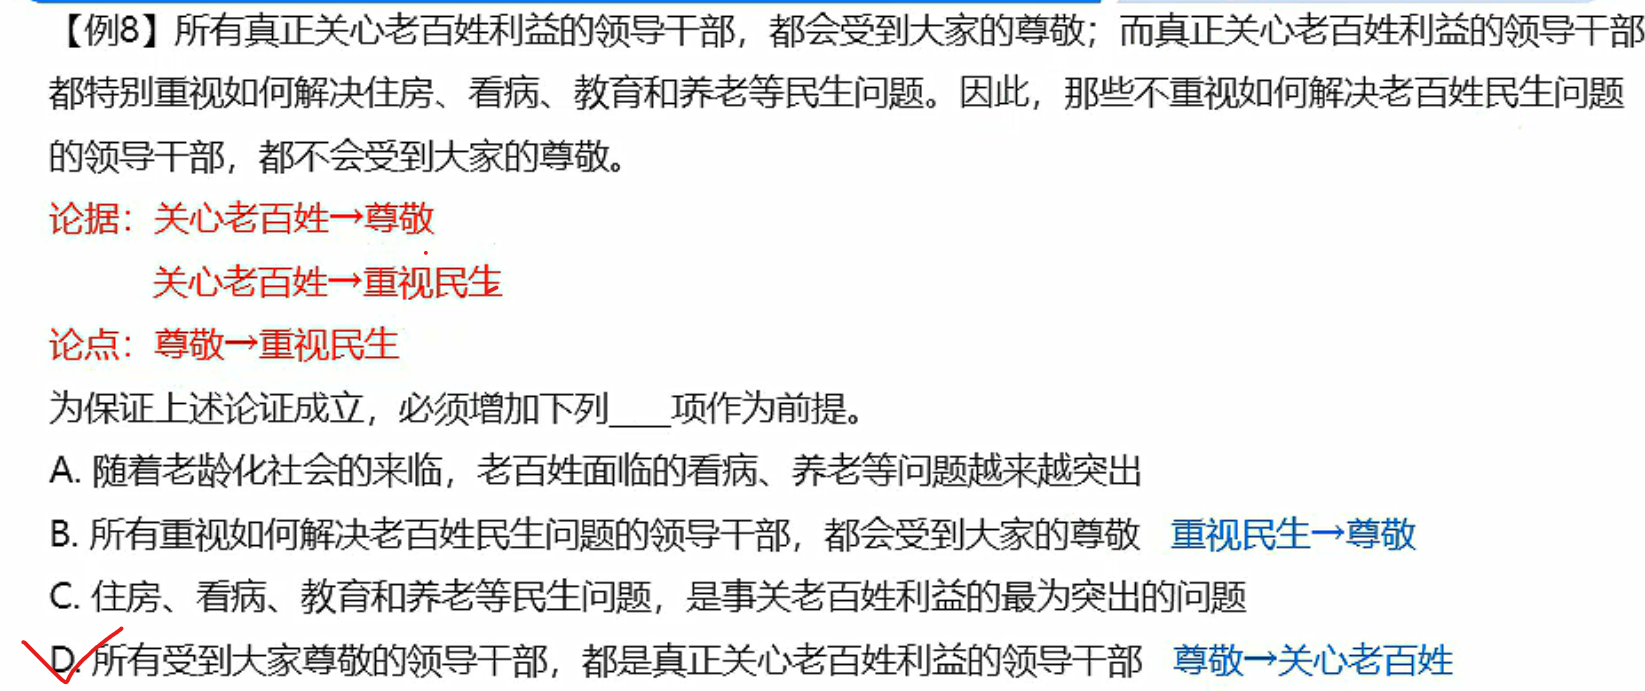 【例8】所有真正关心老百姓利益的领导干部，都会受到大家的尊敬；而真正关心老百姓利益的领导干部
都特别重视如何解决住房、看病、教育和养老等民生问题。因此，那些不重视如何解决老百姓民生问题
的领导干部，都不会受到大家的尊敬。
论据：关心老百姓→尊敬
关心老百姓→重视民生
论点：尊敬→重视民生
为保证上述论证成立，必须增加下列____项作为前提。
A. 随着老龄化社会的来临，老百姓面临的看病、养老等问题越来越突出
B. 所有重视如何解决老百姓民生问题的领导干部，都会受到大家的尊敬 重视民生→尊敬
C. 住房、看病、教育和养老等民生问题，是事关老百姓利益的最为突出的问题
D. 所有受到大家尊敬的领导干部，都是真正关心老百姓利益的领导干部 尊敬→关心老百姓